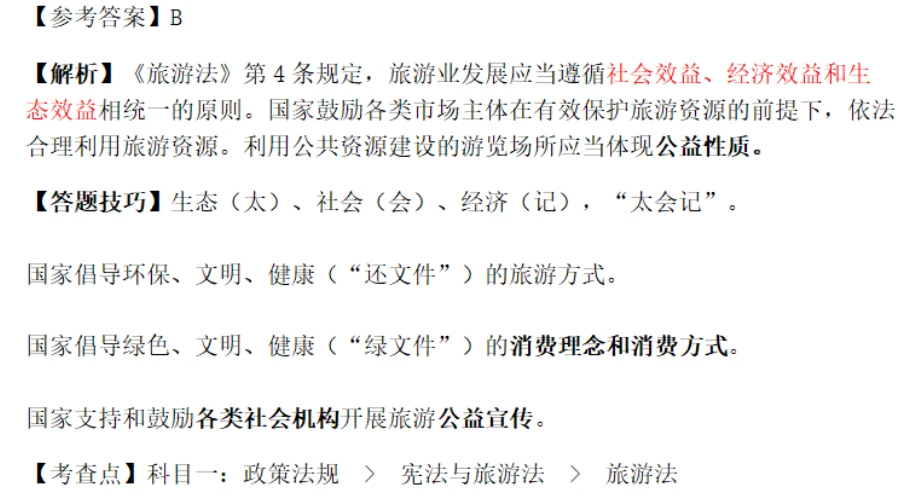 【参考答案】B
【解析】《旅游法》第 4 条规定，旅游业发展应当遵循社会效益、经济效益和生
态效益相统一的原则。国家鼓励各类市场主体在有效保护旅游资源的前提下，依法
合理利用旅游资源。利用公共资源建设的游览场所应当体现公益性质。
【答题技巧】生态（太）、社会（会）、经济（记），“太会记”。
国家倡导环保、文明、健康（“还文件”）的旅游方式。
国家倡导绿色、文明、健康（“绿文件”）的消费理念和消费方式。
国家支持和鼓励各类社会机构开展旅游公益宣传。
【考查点】科目一：政策法规 > 宪法与旅游法 > 旅游法